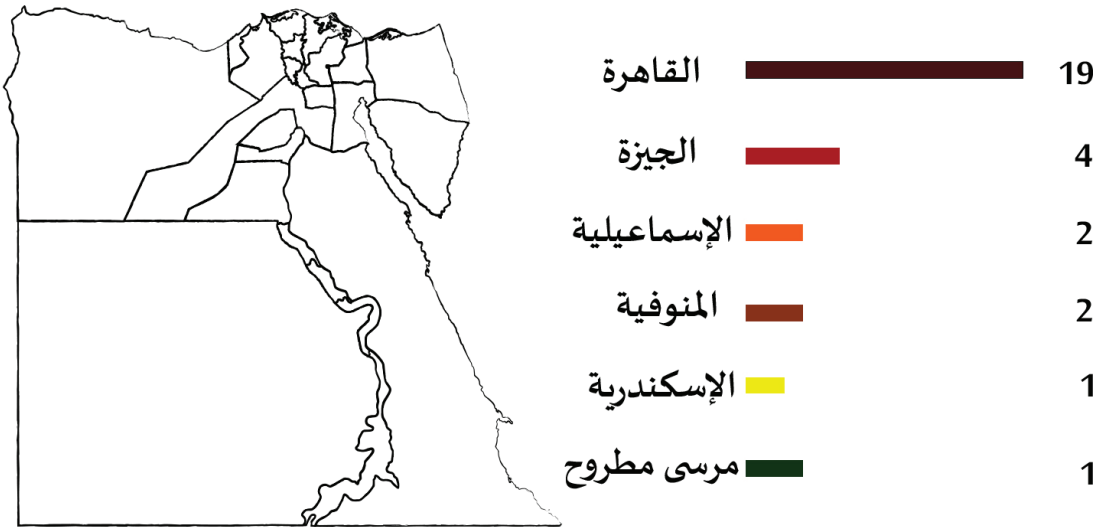 القاهرة 19
الجيزة 4
الإسماعيلية 2
المنوفية 2
الإسكندرية 1
مرسى مطروح 1